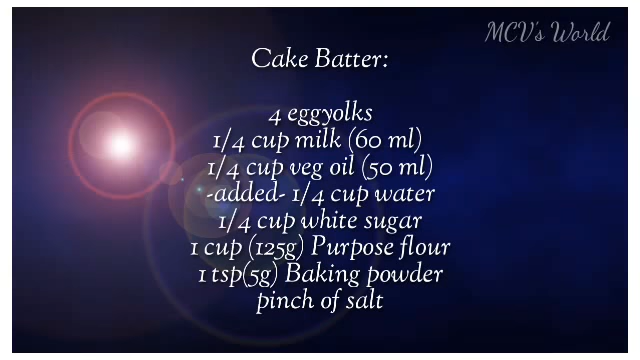 MCV's World
Cake Batter:
4 eggyolks
1/4 cup milk (60 ml)
1/4 cup veg oil (50 ml)
-added- 1/4 cup water
1/4 cup white sugar
1 cup (125g) Purpose flour
1 tsp(5g) Baking powder
pinch of salt